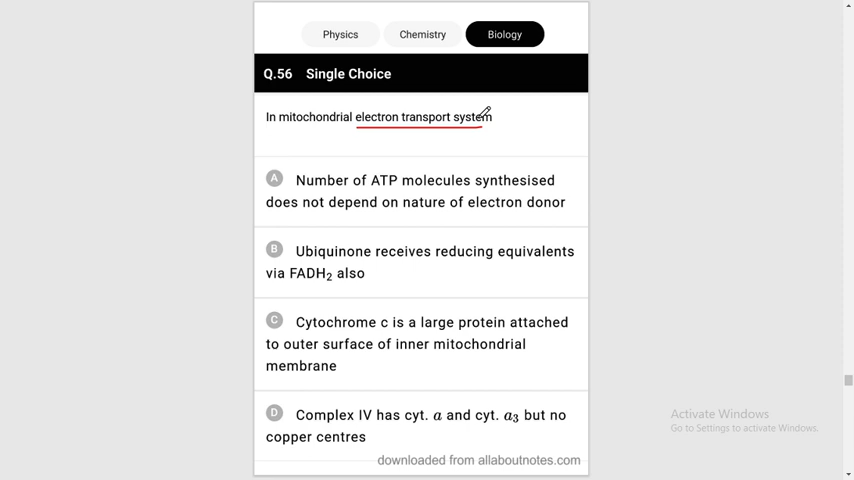 Physics Chemistry Biology
Q.56 Single Choice
In mitochondrial electron transport system
A Number of ATP molecules synthesised
does not depend on nature of electron donor
B Ubiquinone receives reducing equivalents
via FADH₂ also
C Cytochrome c is a large protein attached
to outer surface of inner mitochondrial
membrane
D Complex IV has cyt. a and cyt. a₃ but no
copper centres
downloaded from allaboutnotes.com
Activate Windows
Go to Settings to activate Windows.